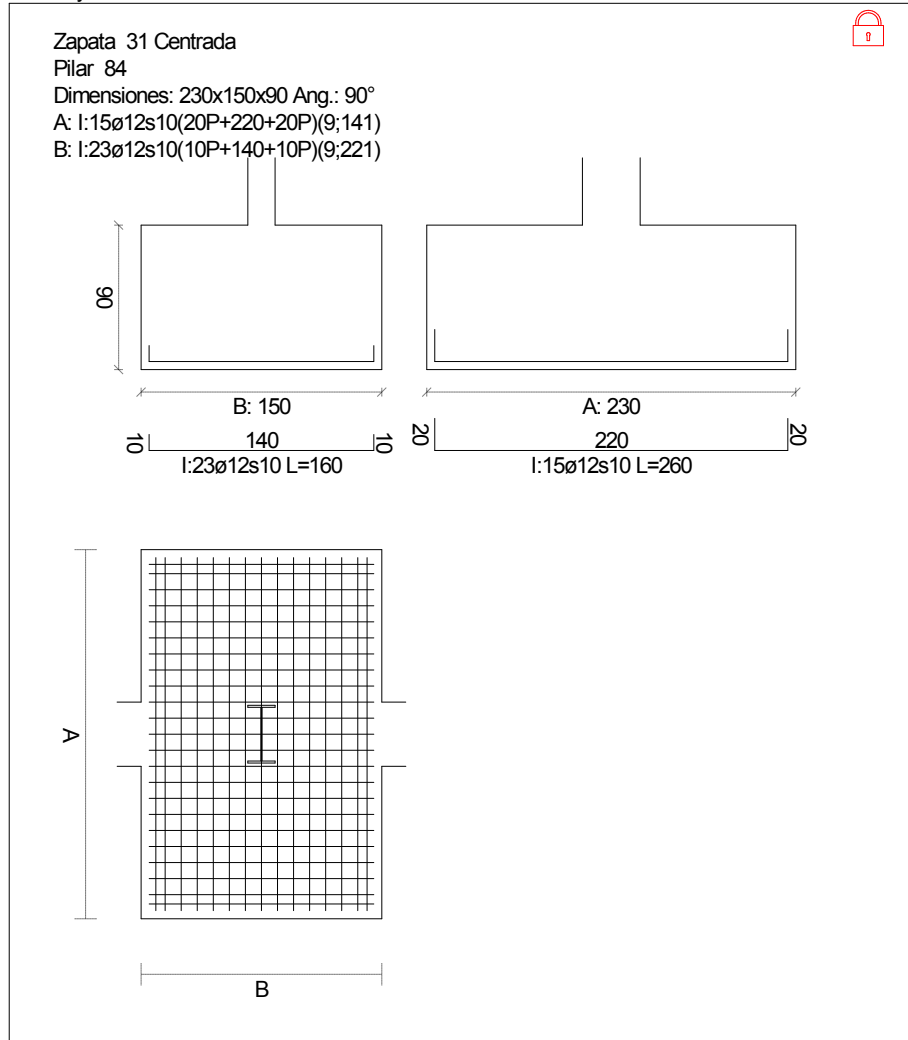 Zapata 31 Centrada
Pilar 84
Dimensiones: 230x150x90 Ang.: 90°
A: I:15ø12s10(20P+220+20P)(9;141)
B: I:23ø12s10(10P+140+10P)(9;221)
90
B: 150
A: 230
10
140
10
I:23ø12s10 L=160
20
220
20
I:15ø12s10 L=260
A
B